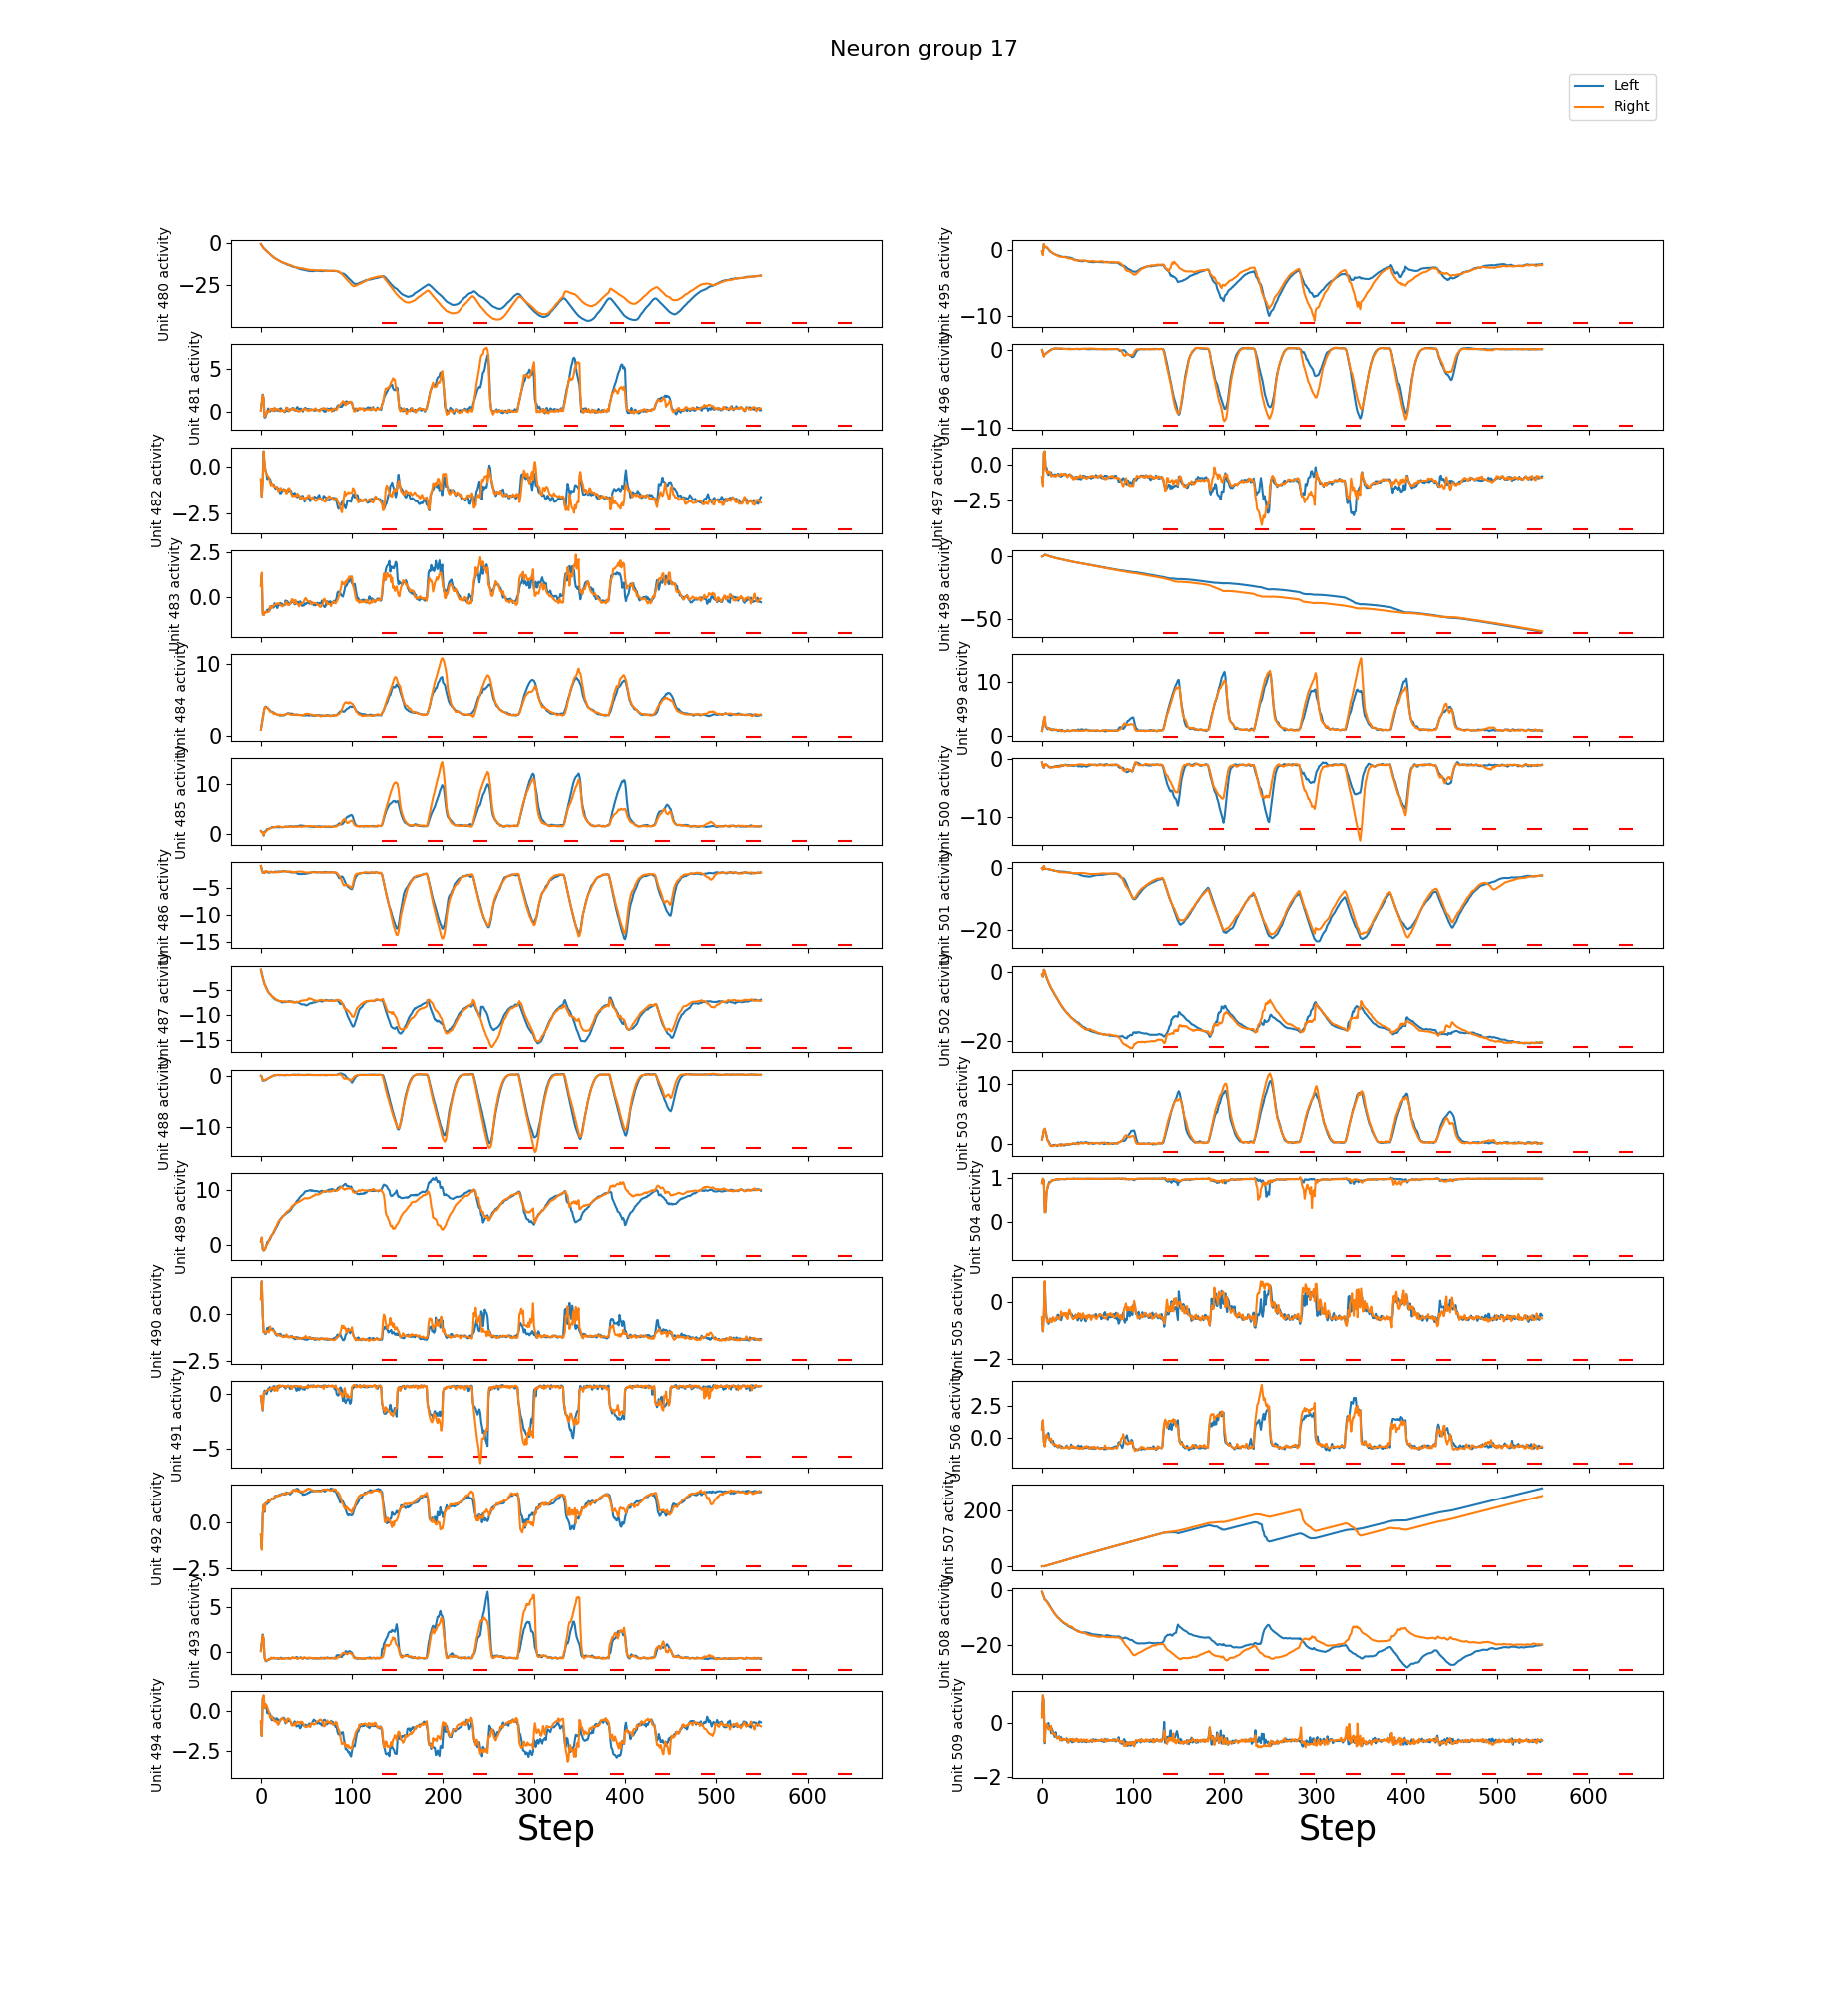 Neuron group 17
Left
Right
Unit 480 activity
0
−25
Unit 481 activity
5
0
Unit 482 activity
0.0
−2.5
Unit 483 activity
2.5
0.0
Unit 484 activity
10
0
Unit 485 activity
10
0
Unit 486 activity
−5
−10
−15
Unit 487 activity
−5
−10
−15
Unit 488 activity
0
−10
Unit 489 activity
10
0
Unit 490 activity
0.0
−2.5
Unit 491 activity
0
−5
Unit 492 activity
0.0
−2.5
Unit 493 activity
5
0
Unit 494 activity
0.0
−2.5
0 100 200 300 400 500 600
Step
Unit 495 activity
0
−10
Unit 496 activity
0
−10
Unit 497 activity
0.0
−2.5
Unit 498 activity
0
−50
Unit 499 activity
10
0
Unit 500 activity
0
−10
Unit 501 activity
0
−20
Unit 502 activity
0
−20
Unit 503 activity
10
0
Unit 504 activity
1
0
Unit 505 activity
0
−2
Unit 506 activity
2.5
0.0
Unit 507 activity
200
0
Unit 508 activity
0
−20
Unit 509 activity
0
−2
0 100 200 300 400 500 600
Step